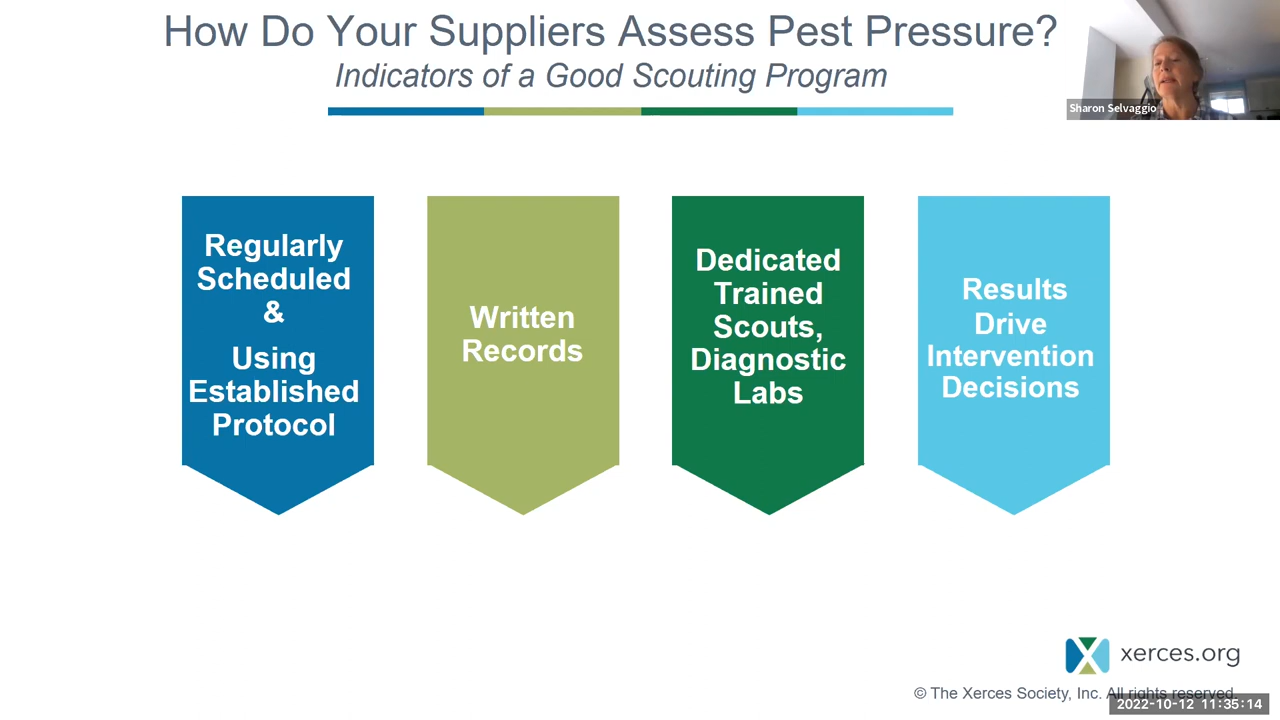 How Do Your Suppliers Assess Pest Pressure?
Indicators of a Good Scouting Program
Sharon Selvaggio
Regularly
Scheduled
&
Using
Established
Protocol
Written
Records
Dedicated
Trained
Scouts,
Diagnostic
Labs
Results
Drive
Intervention
Decisions
xerces.org
© The Xerces Society, Inc. All rights reserved.
2022-10-12 11:35:14